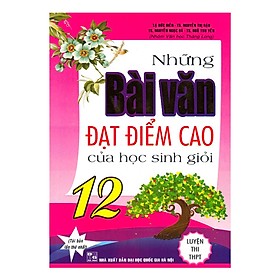 Những
Bài văn
ĐẠT ĐIỂM CAO
của học sinh giỏi
12
LUYỆN THI
THPT
NHÀ XUẤT BẢN ĐẠI HỌC QUỐC GIA HÀ NỘI